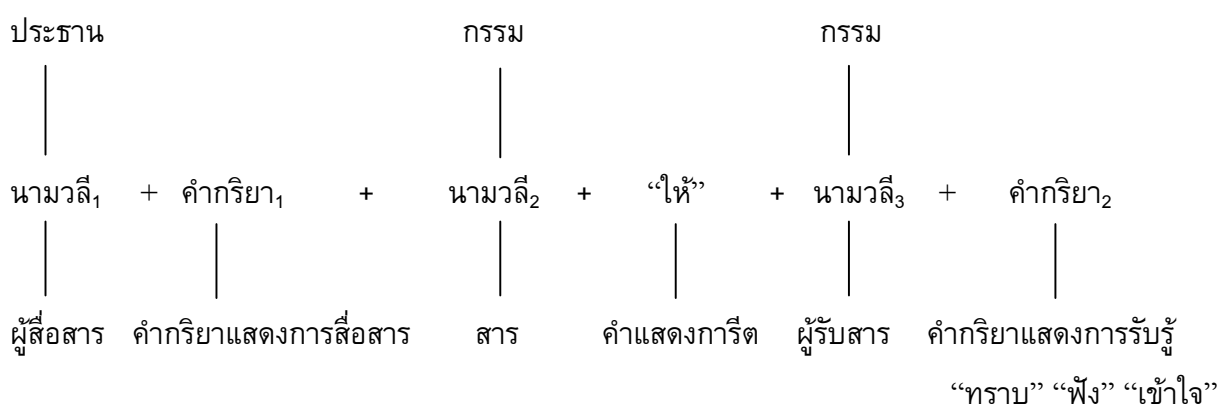 ประธาน กรรม กรรม
นามวลี₁ + คำกริยา₁ + นามวลี₂ + “ให้” + นามวลี₃ + คำกริยา₂
ผู้สื่อสาร คำกริยาแสดงการสื่อสาร สาร คำแสดงการีต ผู้รับสาร คำกริยาแสดงการรับรู้
“ทราบ” “ฟัง” “เข้าใจ”